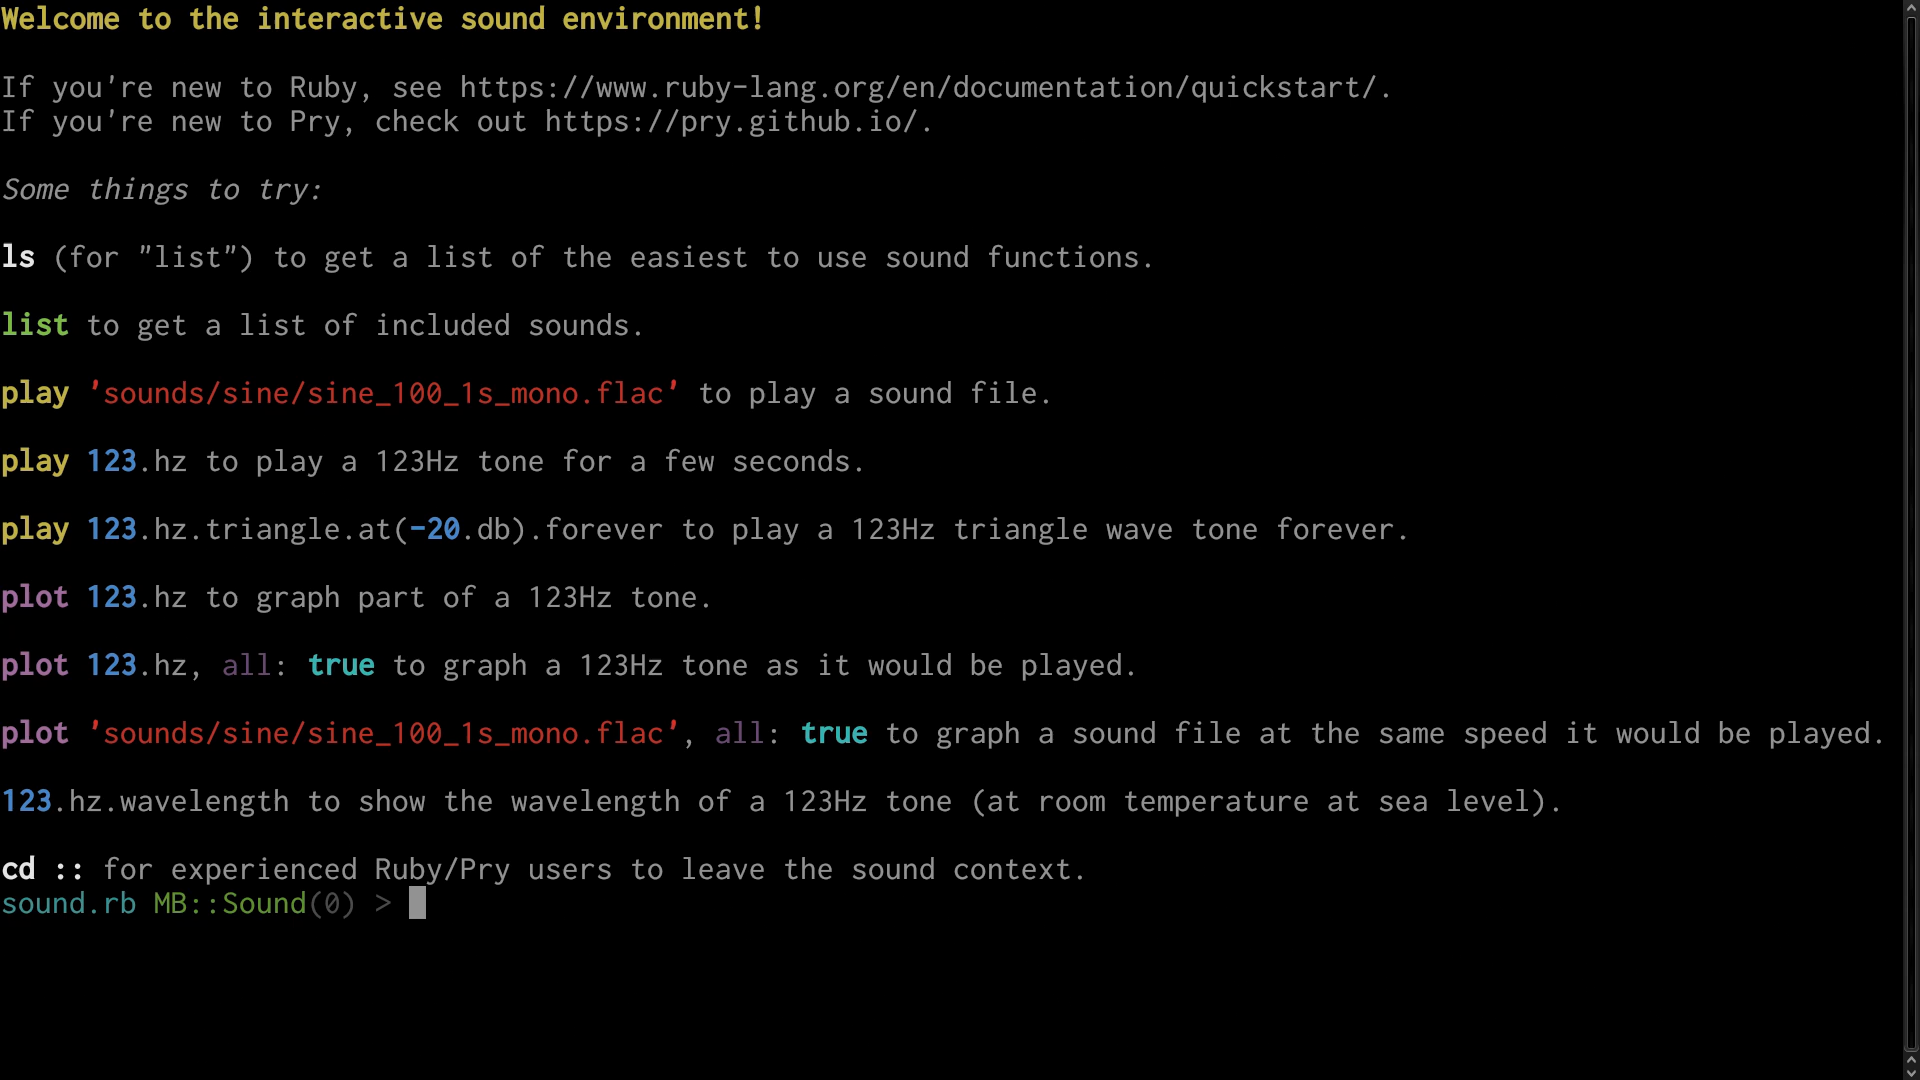 Welcome to the interactive sound environment!
If you're new to Ruby, see https://www.ruby-lang.org/en/documentation/quickstart/.
If you're new to Pry, check out https://pry.github.io/.
Some things to try:
ls (for "list") to get a list of the easiest to use sound functions.
list to get a list of included sounds.
play 'sounds/sine/sine_100_1s_mono.flac' to play a sound file.
play 123.hz to play a 123Hz tone for a few seconds.
play 123.hz.triangle.at(-20.db).forever to play a 123Hz triangle wave tone forever.
plot 123.hz to graph part of a 123Hz tone.
plot 123.hz, all: true to graph a 123Hz tone as it would be played.
plot 'sounds/sine/sine_100_1s_mono.flac', all: true to graph a sound file at the same speed it would be played.
123.hz.wavelength to show the wavelength of a 123Hz tone (at room temperature at sea level).
cd :: for experienced Ruby/Pry users to leave the sound context.
sound.rb MB::Sound(0) >